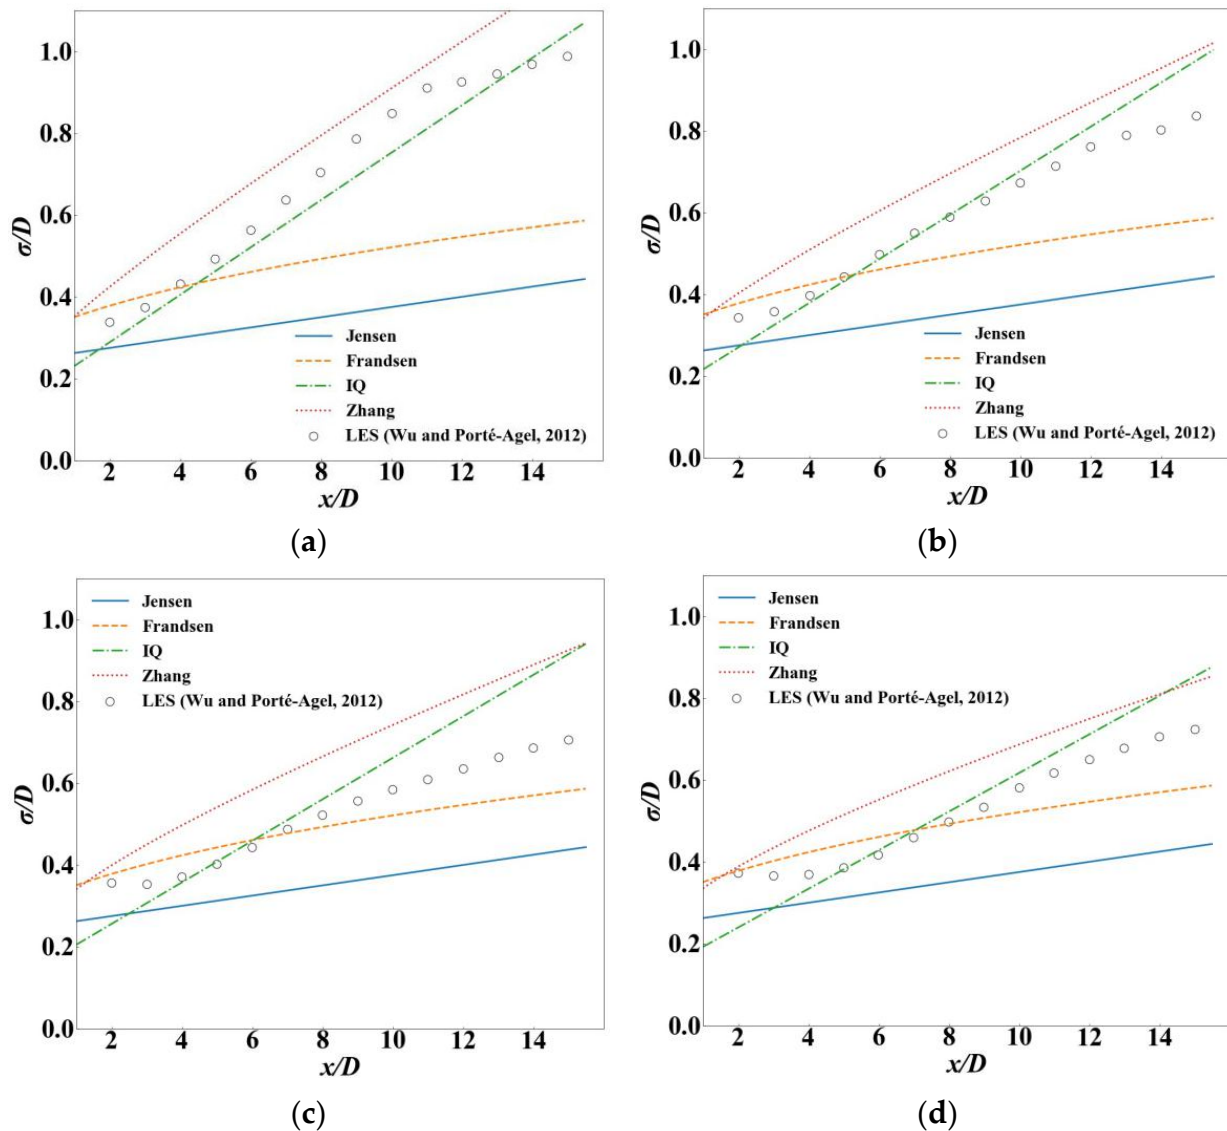 1.0
0.8
0.6
0.4
0.2
0.0
σ/D
2 4 6 8 10 12 14
x/D
Jensen
Frandsen
IQ
Zhang
LES (Wu and Porté-Agel, 2012)
(a)
1.0
0.8
0.6
0.4
0.2
0.0
σ/D
2 4 6 8 10 12 14
x/D
Jensen
Frandsen
IQ
Zhang
LES (Wu and Porté-Agel, 2012)
(b)
Jensen
Frandsen
IQ
Zhang
LES (Wu and Porté-Agel, 2012)
1.0
0.8
0.6
0.4
0.2
0.0
σ/D
2 4 6 8 10 12 14
x/D
(c)
Jensen
Frandsen
IQ
Zhang
LES (Wu and Porté-Agel, 2012)
1.0
0.8
0.6
0.4
0.2
0.0
σ/D
2 4 6 8 10 12 14
x/D
(d)